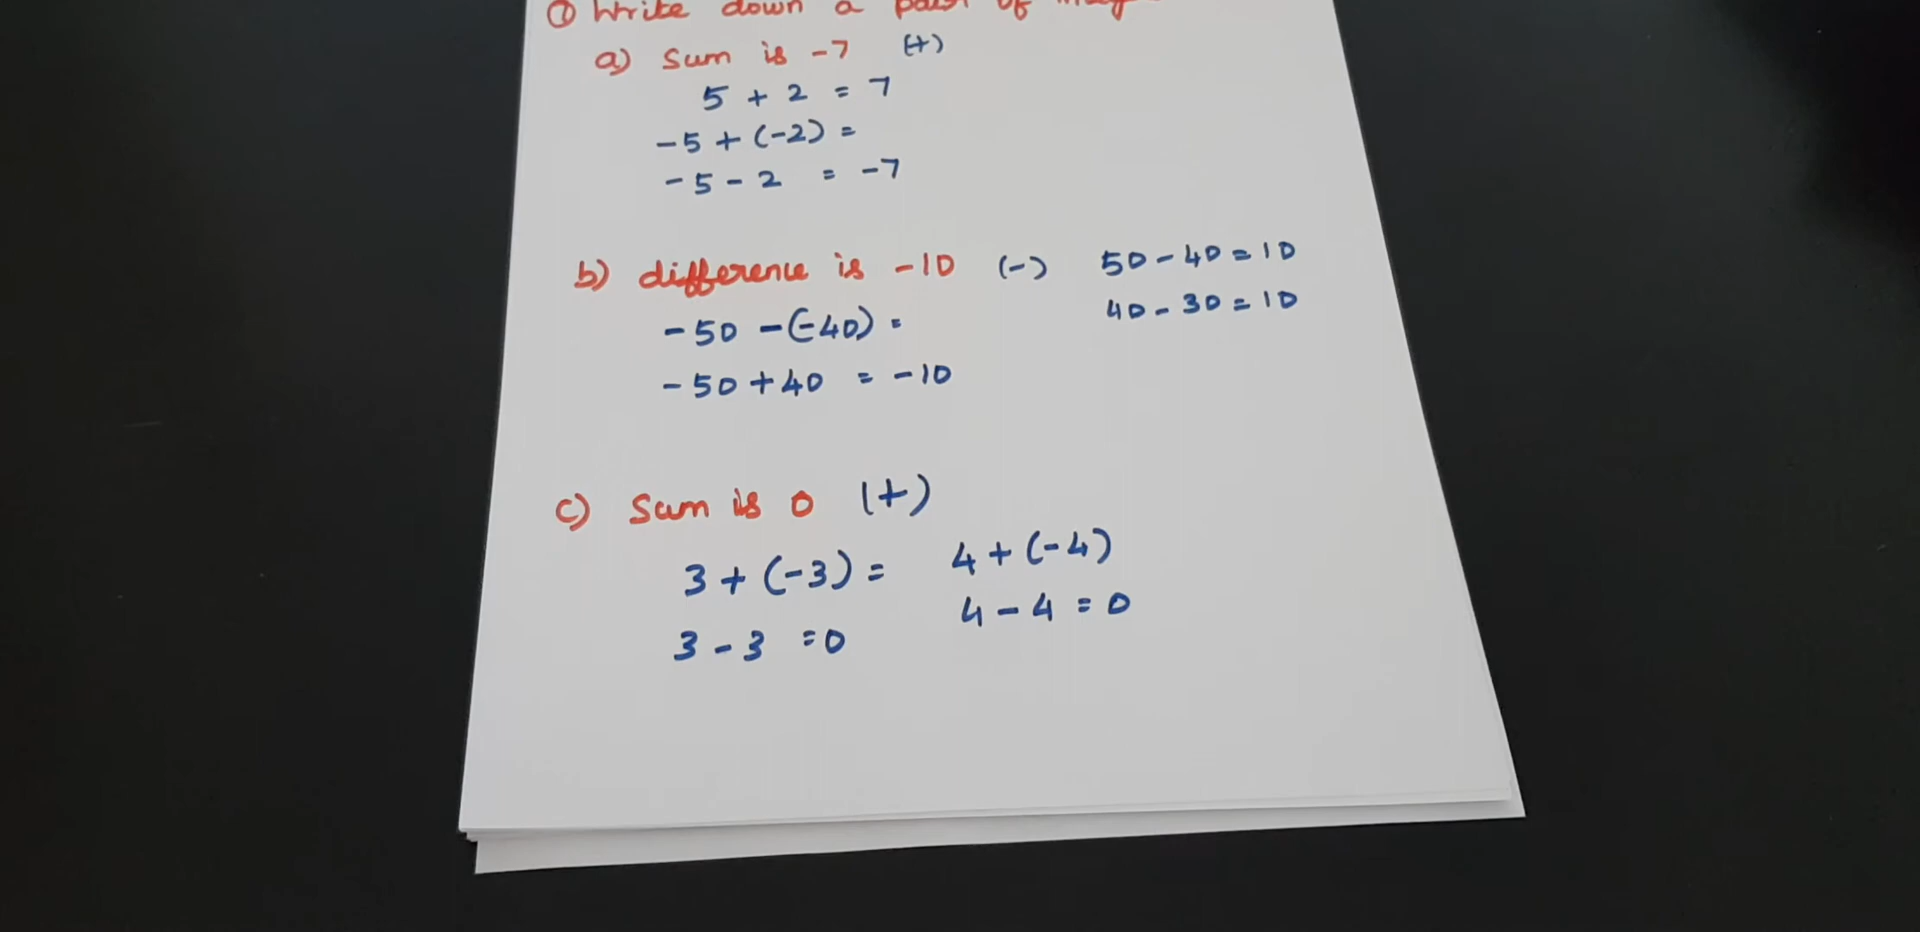 ① Write down a pair of
a) Sum is -7 (+)
5 + 2 = 7
-5 + (-2) =
-5 - 2 = -7
b) difference is -10 (-)
50 - 40 = 10
40 - 30 = 10
-50 - (-40) =
-50 + 40 = -10
c) Sum is 0 (+)
3 + (-3) =
3 - 3 = 0
4 + (-4)
4 - 4 = 0